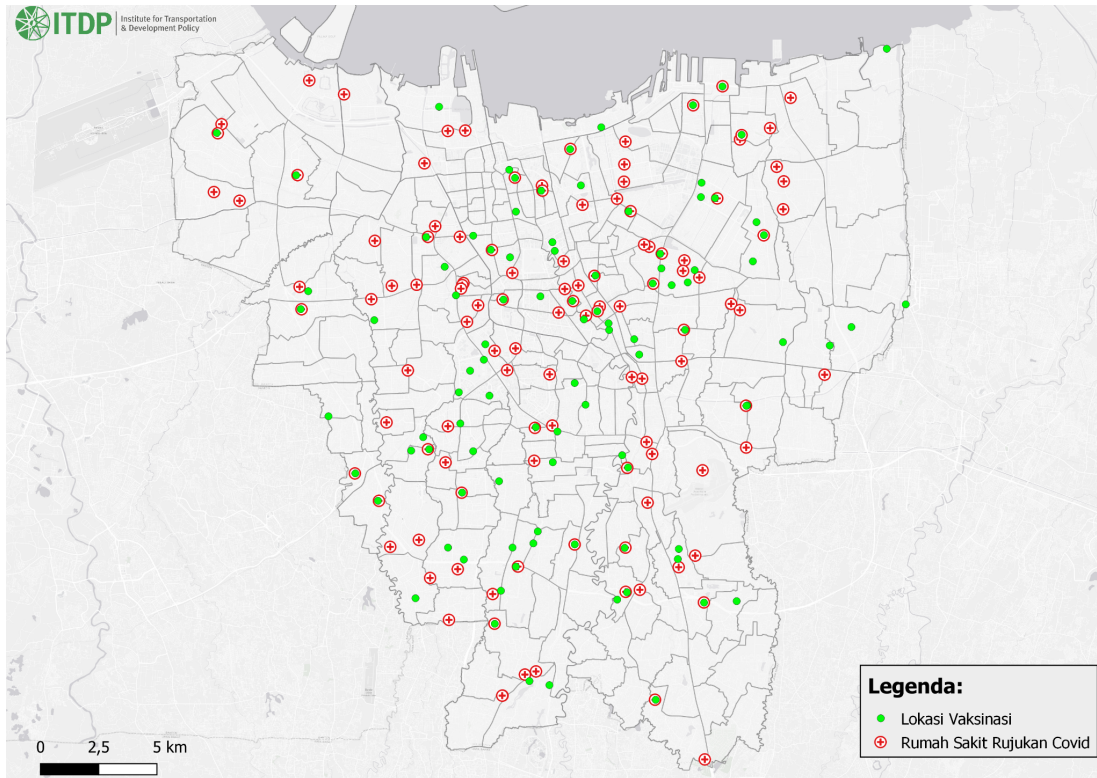 ITDP
Institute for Transportation
& Development Policy
Legenda:
Lokasi Vaksinasi
Rumah Sakit Rujukan Covid
0 2,5 5 km